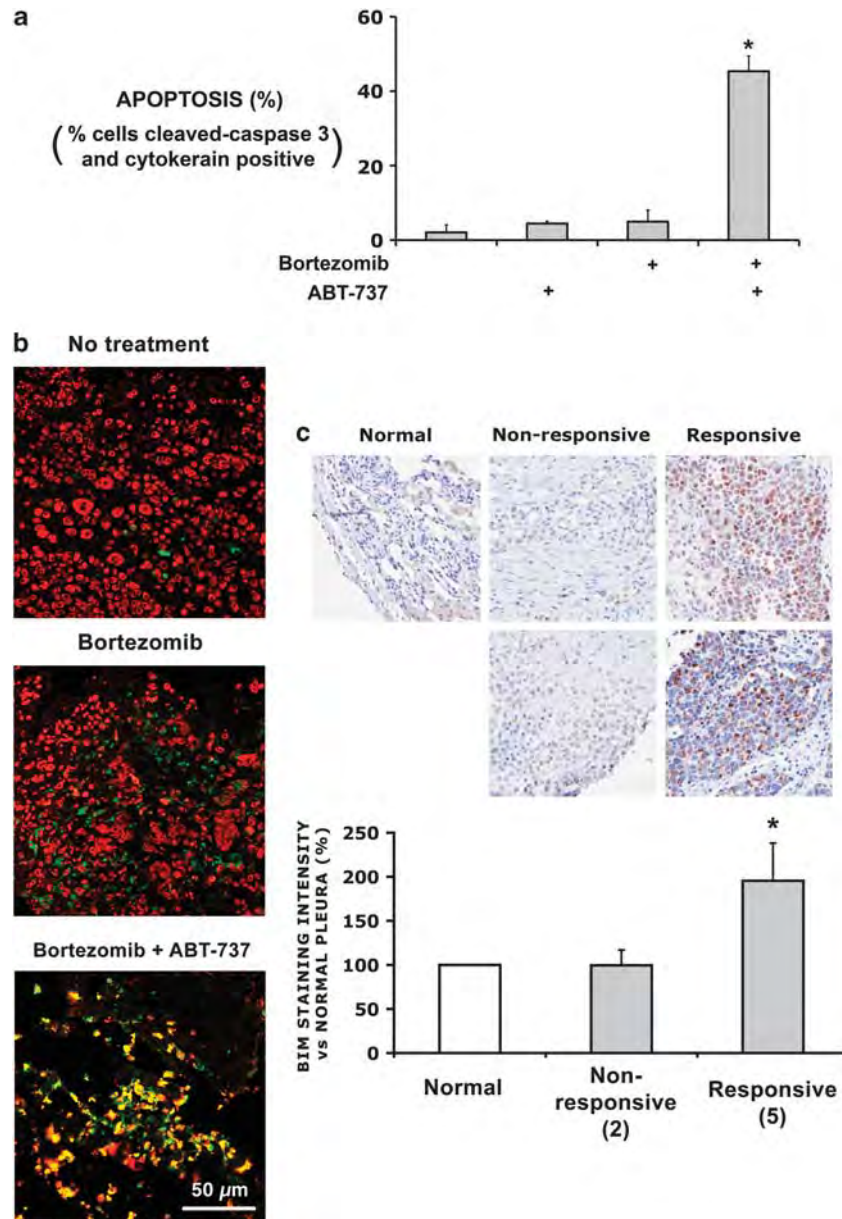 a
APOPTOSIS (%)
( % cells cleaved-caspase 3
and cytokerain positive )
60
40
20
0
*
Bortezomib + +
ABT-737 + +
b
No treatment
Bortezomib
Bortezomib + ABT-737
50 µm
c
Normal Non-responsive Responsive
BIM STAINING INTENSITY
vs NORMAL PLEURA (%)
250
200
150
100
50
0
*
Normal
Non-
responsive
(2)
Responsive
(5)